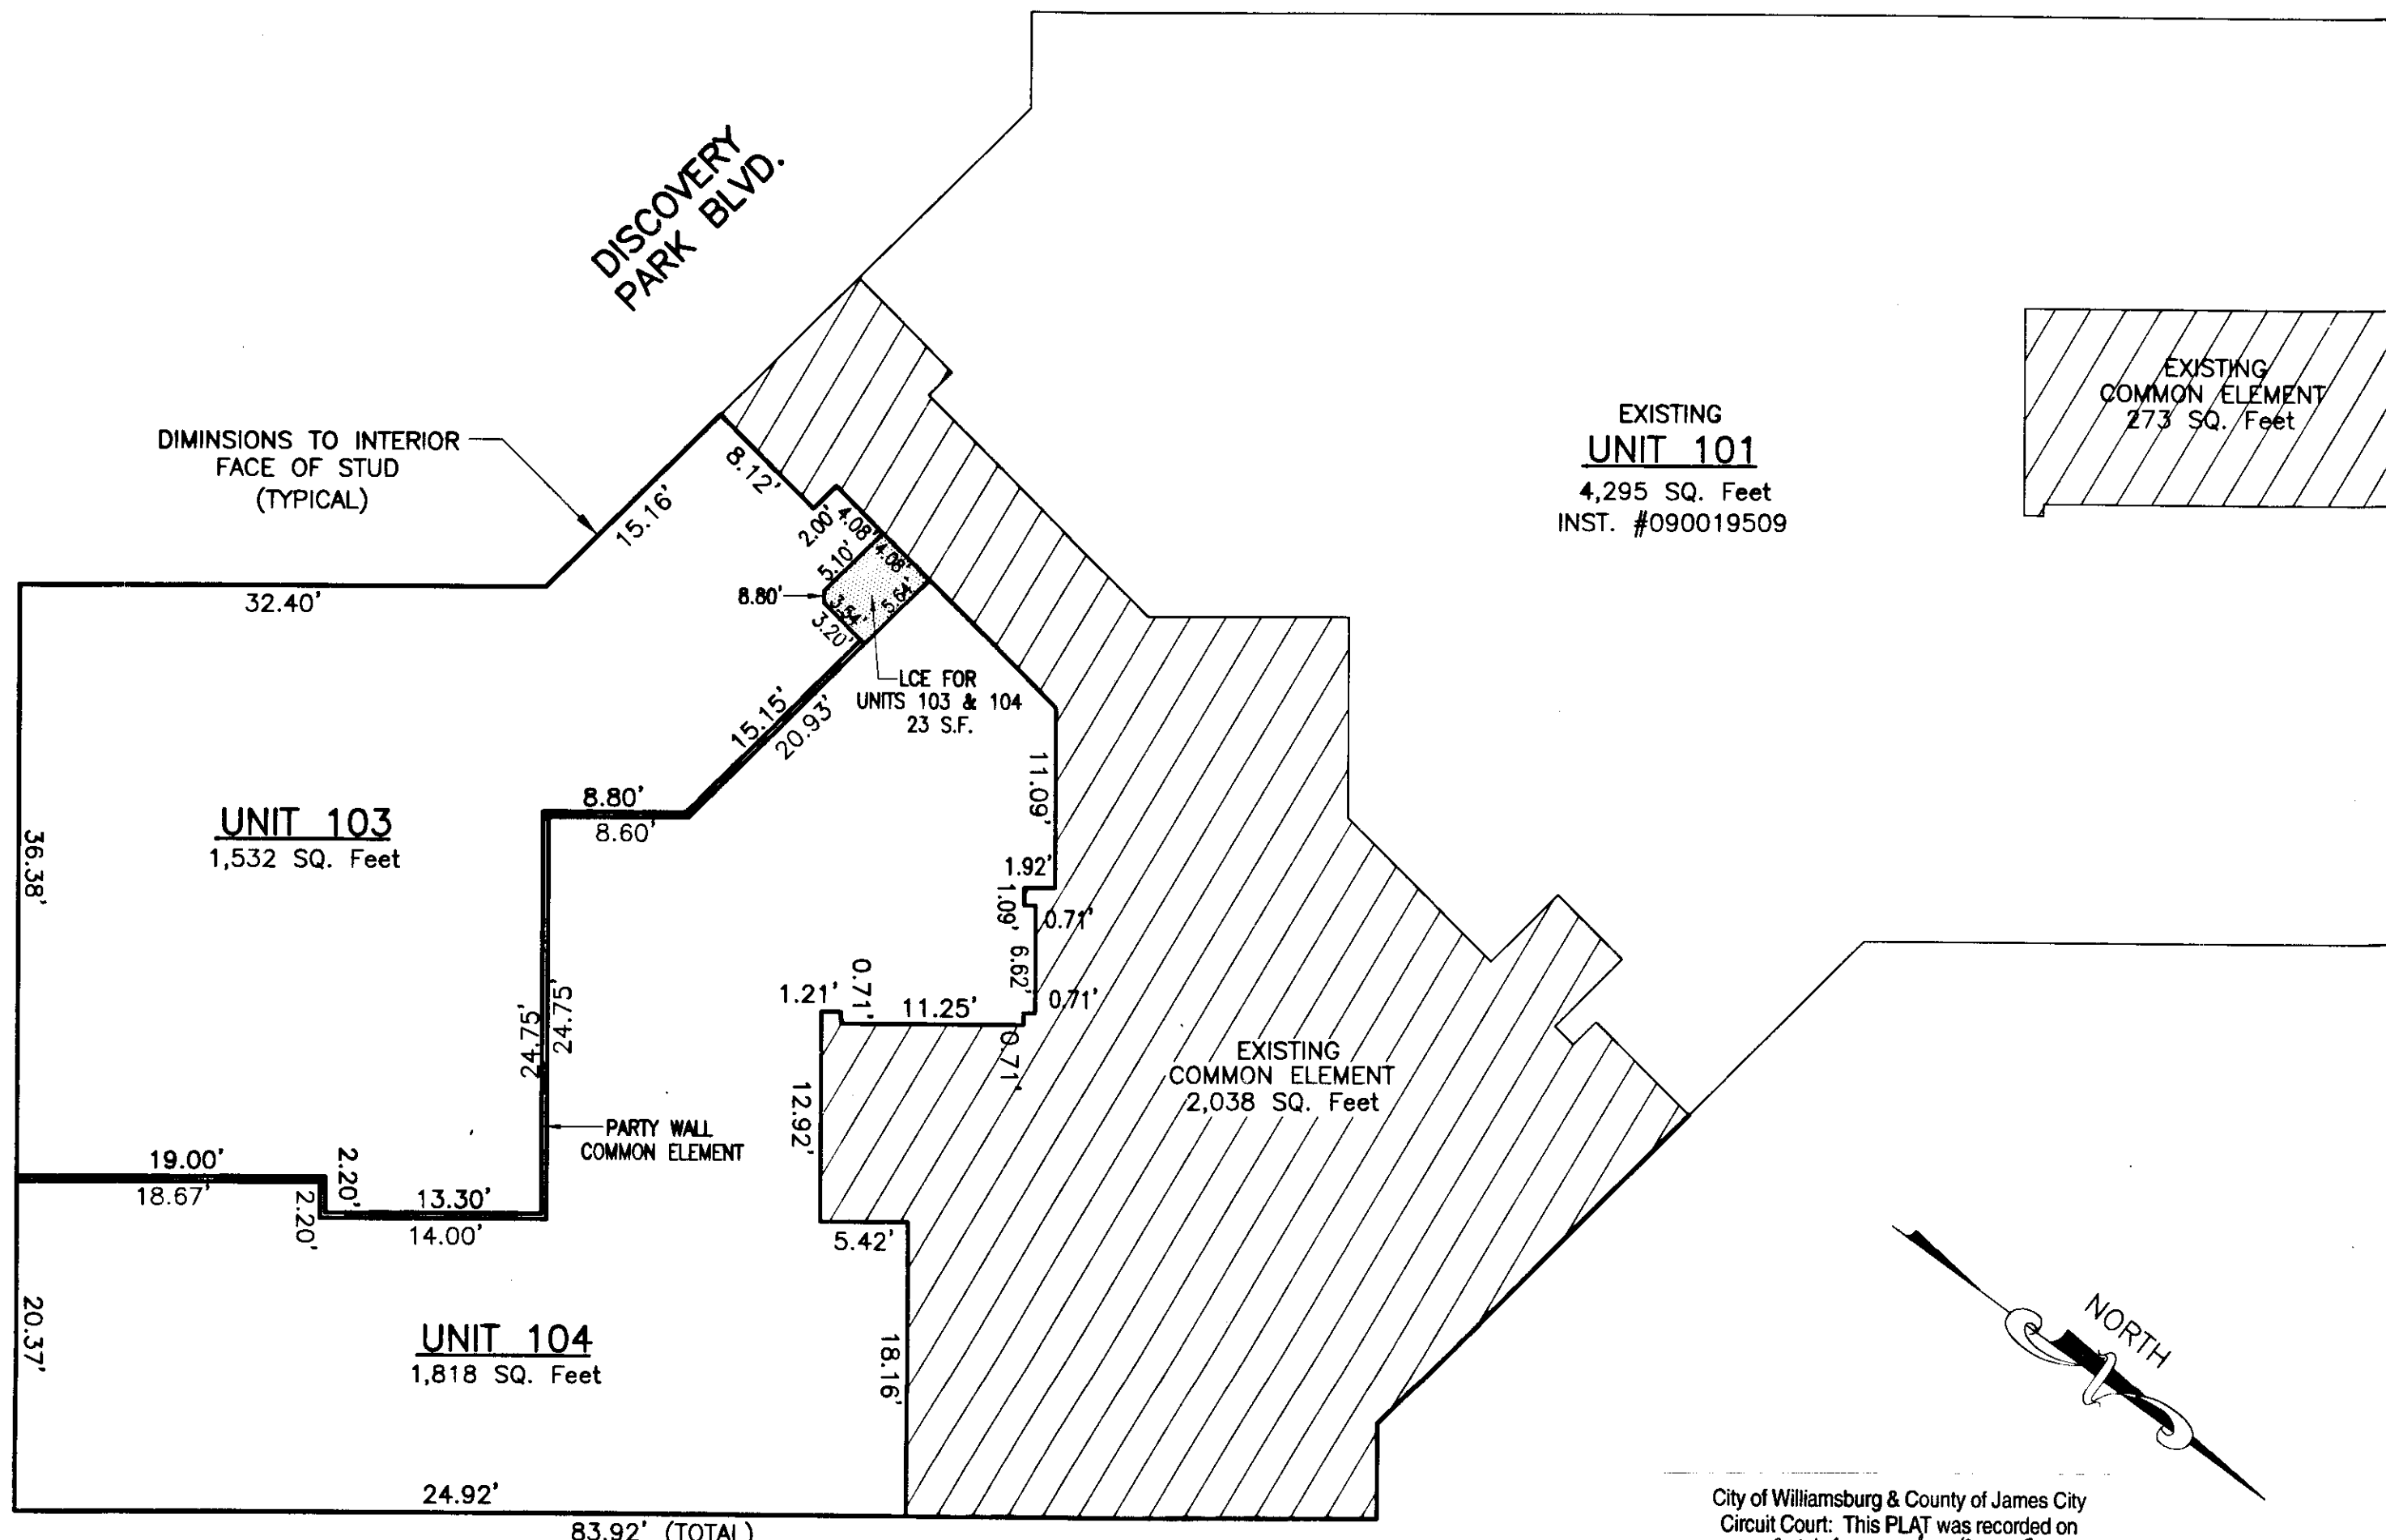 DISCOVERY
PARK BLVD.
DIMINSIONS TO INTERIOR
FACE OF STUD
(TYPICAL)
EXISTING
UNIT 101
4,295 SQ. Feet
INST. #090019509
EXISTING
COMMON ELEMENT
273 SQ. Feet
15.16'
8.12'
2.00'
4.08'
4.08'
5.10'
5.64'
3.54'
8.80'
3.20'
32.40'
LCE FOR
UNITS 103 & 104
23 S.F.
15.15'
20.93'
11.09'
8.80'
8.60'
UNIT 103
1,532 SQ. Feet
36.38'
1.92'
1.09'
0.71'
6.62'
0.71'
1.21'
0.71'
11.25'
0.71'
24.75'
24.75'
EXISTING
COMMON ELEMENT
2,038 SQ. Feet
12.92'
PARTY WALL
COMMON ELEMENT
19.00'
18.67'
2.20'
2.20'
13.30'
14.00'
5.42'
20.37'
UNIT 104
1,818 SQ. Feet
18.16'
NORTH
24.92'
83.92' (TOTAL)
City of Williamsburg & County of James City
Circuit Court: This PLAT was recorded on